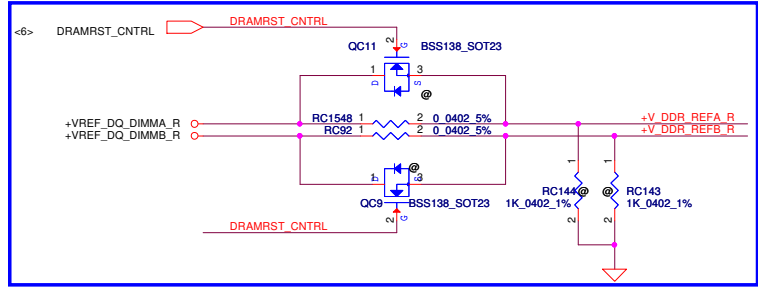 <6> DRAMRST_CNTRL DRAMRST_CNTRL
QC11 2 G BSS138_SOT23
1 D 3 S
@
+VREF_DQ_DIMMA_R RC1548 1 2 0_0402_5% +V_DDR_REFA_R
+VREF_DQ_DIMMB_R RC92 1 2 0_0402_5% +V_DDR_REFB_R
@
1 D 3 S
QC9 2 G BSS138_SOT23
DRAMRST_CNTRL
1 1
RC144 @ @ RC143
1K_0402_1% 1K_0402_1%
2 2